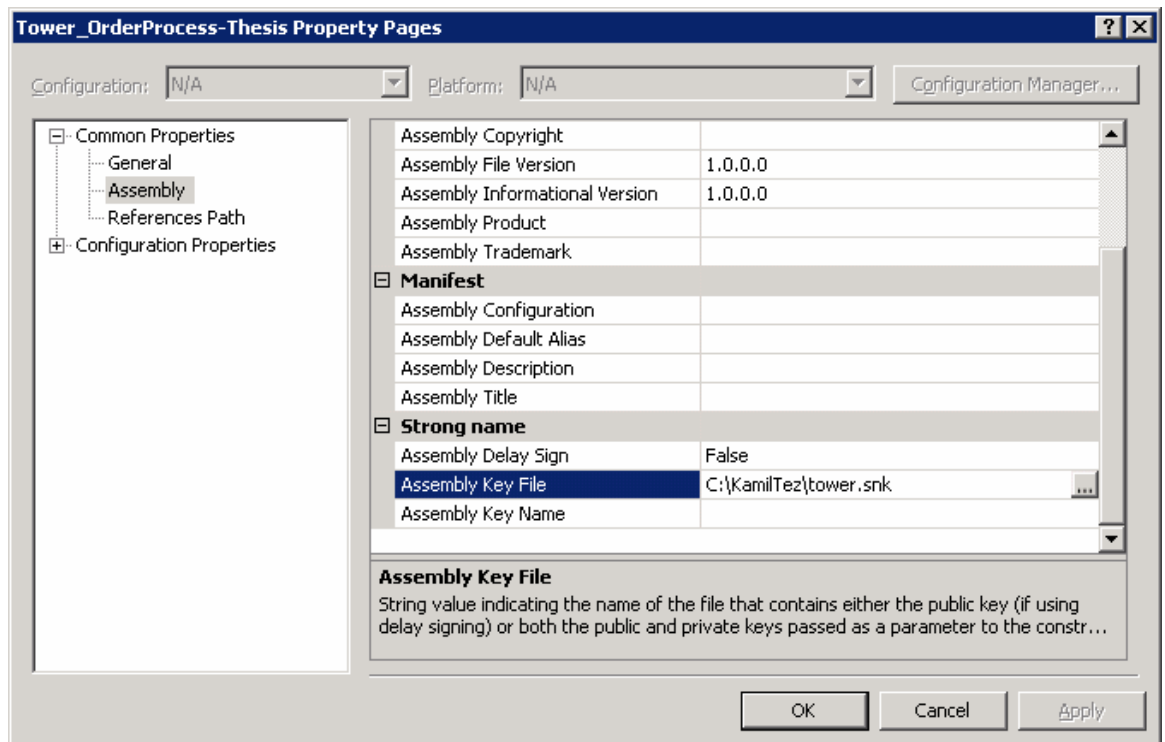 Tower_OrderProcess-Thesis Property Pages
Configuration: N/A Platform: N/A Configuration Manager...
Common Properties
General
Assembly
References Path
Configuration Properties
Assembly Copyright
Assembly File Version 1.0.0.0
Assembly Informational Version 1.0.0.0
Assembly Product
Assembly Trademark
Manifest
Assembly Configuration
Assembly Default Alias
Assembly Description
Assembly Title
Strong name
Assembly Delay Sign False
Assembly Key File C:\KamilTez\tower.snk ...
Assembly Key Name
Assembly Key File
String value indicating the name of the file that contains either the public key (if using
delay signing) or both the public and private keys passed as a parameter to the constr...
OK Cancel Apply